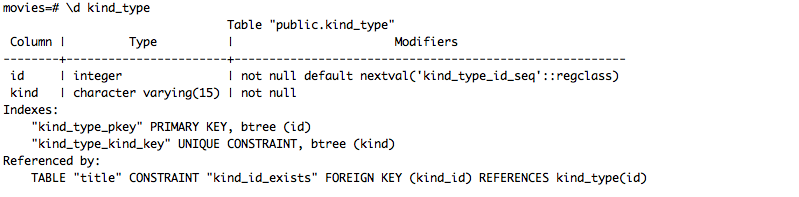 movies=# \d kind_type
                                 Table "public.kind_type"
 Column |         Type          |                       Modifiers
--------+-----------------------+--------------------------------------------------------
 id     | integer               | not null default nextval('kind_type_id_seq'::regclass)
 kind   | character varying(15) | not null
Indexes:
    "kind_type_pkey" PRIMARY KEY, btree (id)
    "kind_type_kind_key" UNIQUE CONSTRAINT, btree (kind)
Referenced by:
    TABLE "title" CONSTRAINT "kind_id_exists" FOREIGN KEY (kind_id) REFERENCES kind_type(id)